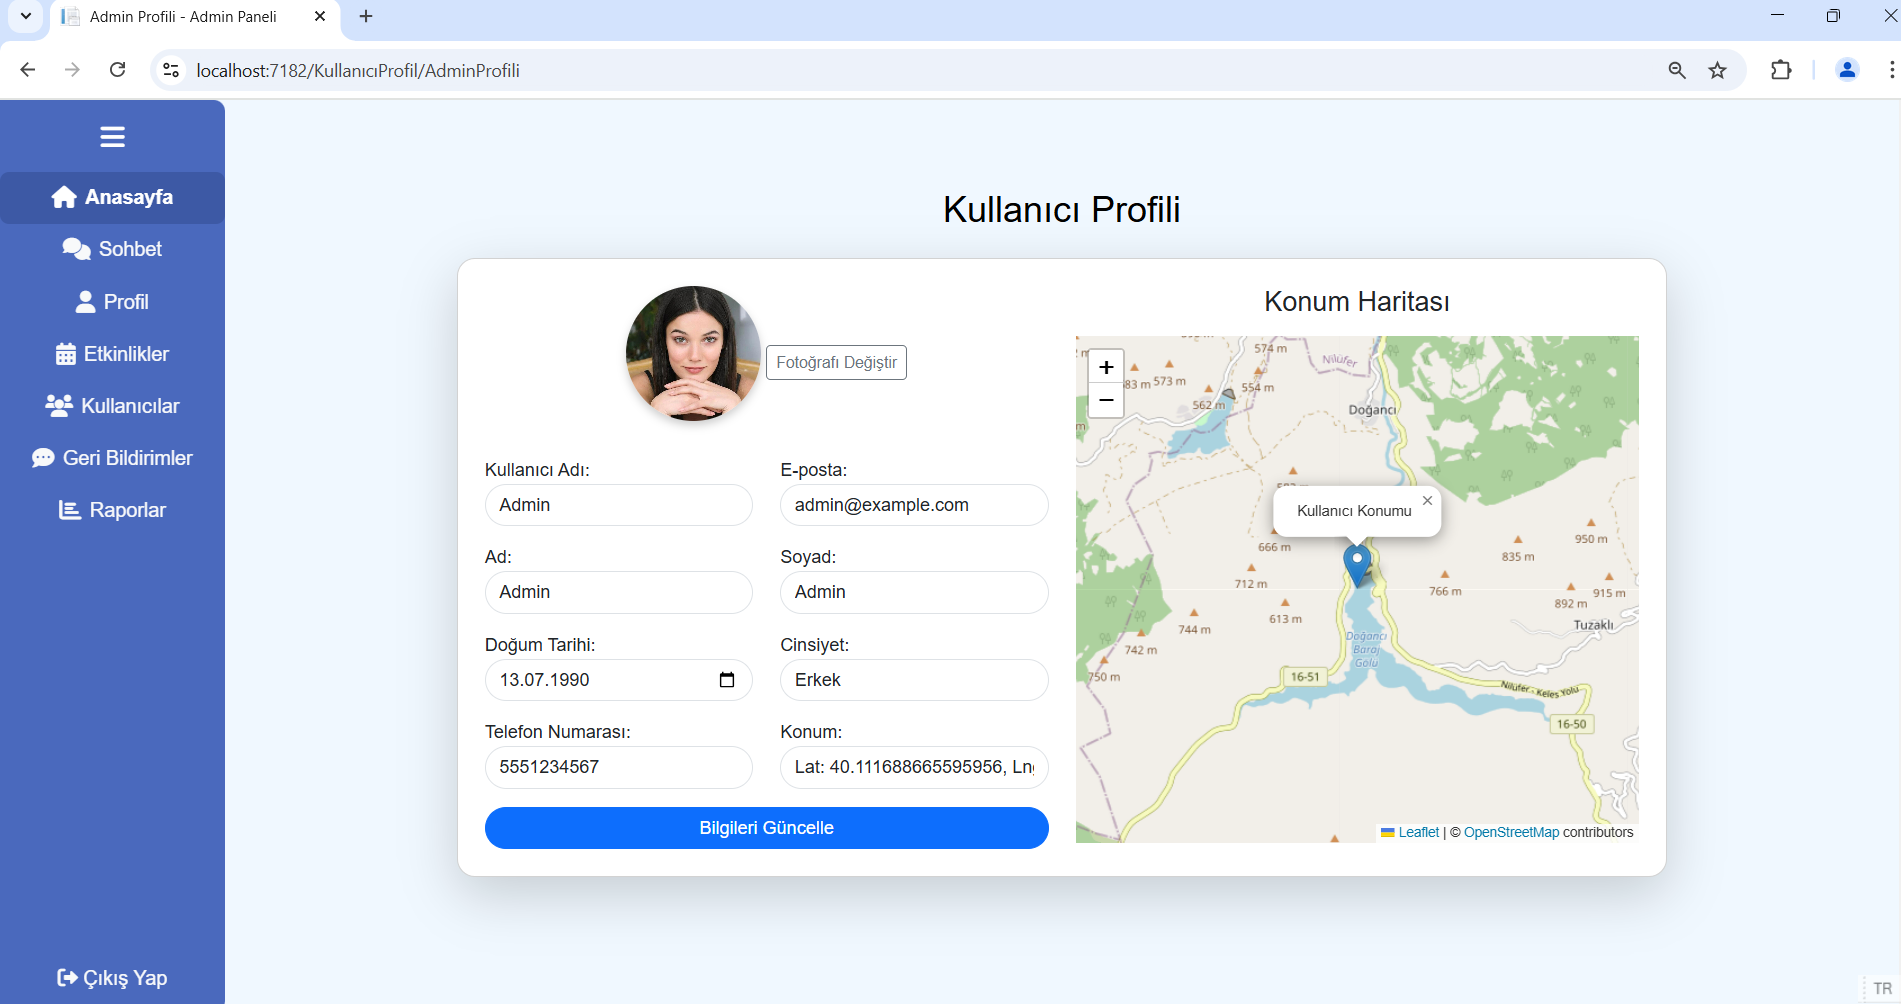 Admin Profili - Admin Paneli
localhost:7182/KullanıcıProfil/AdminProfili
Anasayfa
Sohbet
Profil
Etkinlikler
Kullanıcılar
Geri Bildirimler
Raporlar
Çıkış Yap
Kullanıcı Profili
Fotoğrafı Değiştir
Kullanıcı Adı:
E-posta:
Admin
admin@example.com
Ad:
Soyad:
Admin
Admin
Doğum Tarihi:
Cinsiyet:
13.07.1990
Erkek
Telefon Numarası:
Konum:
5551234567
Lat: 40.111688665595956, Lng
Bilgileri Güncelle
Konum Haritası
+
−
574 m
Nilüfer
83 m
573 m
554 m
562 m
Doğancı
Kullanıcı Konumu
×
666 m
950 m
835 m
712 m
766 m
915 m
892 m
613 m
744 m
Tuzaklı
742 m
Doğancı
Baraj
Gölü
750 m
16-51
Nilüfer - Keles Yolu
16-50
Leaflet | © OpenStreetMap contributors
TR